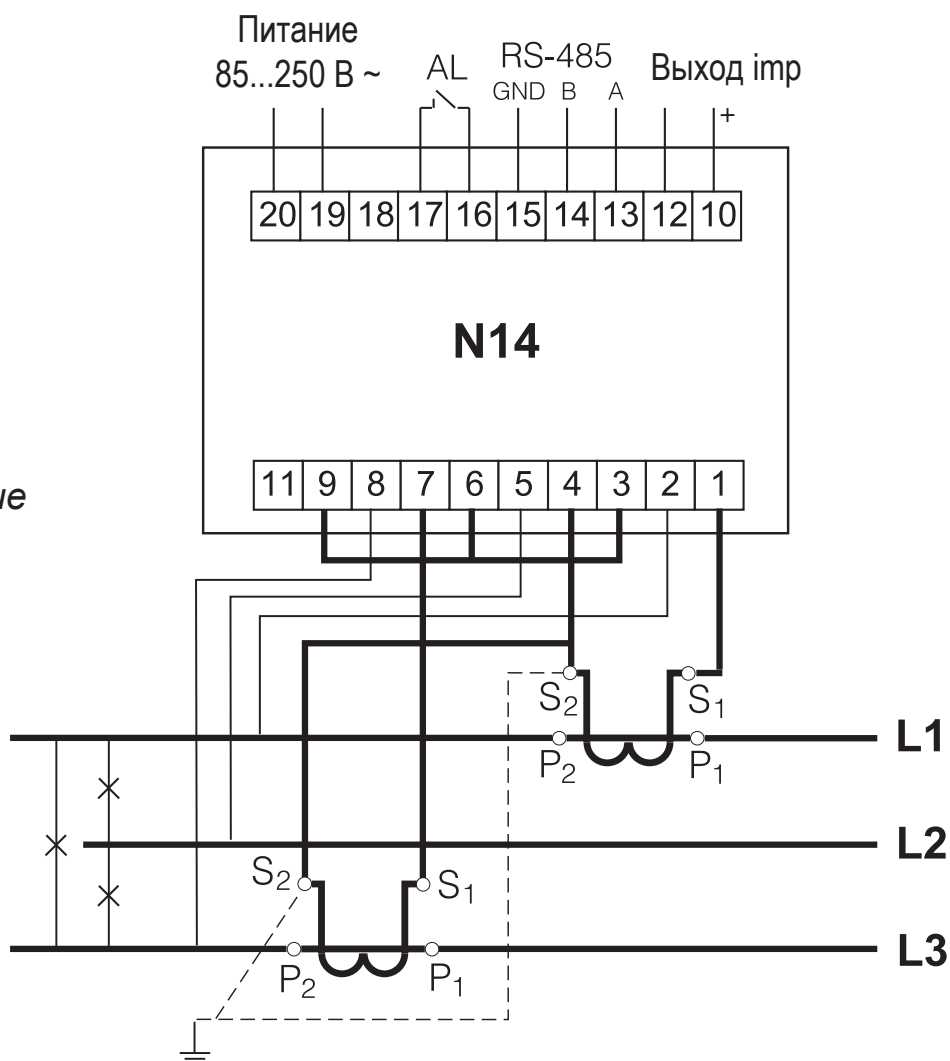 Питание
85...250 В ~
AL
RS-485
GND B A
Выход imp
+
20 19 18 17 16 15 14 13 12 10
N14
11 9 8 7 6 5 4 3 2 1
S2 S1
P2 P1
L1
L2
S2 S1
P2 P1
L3